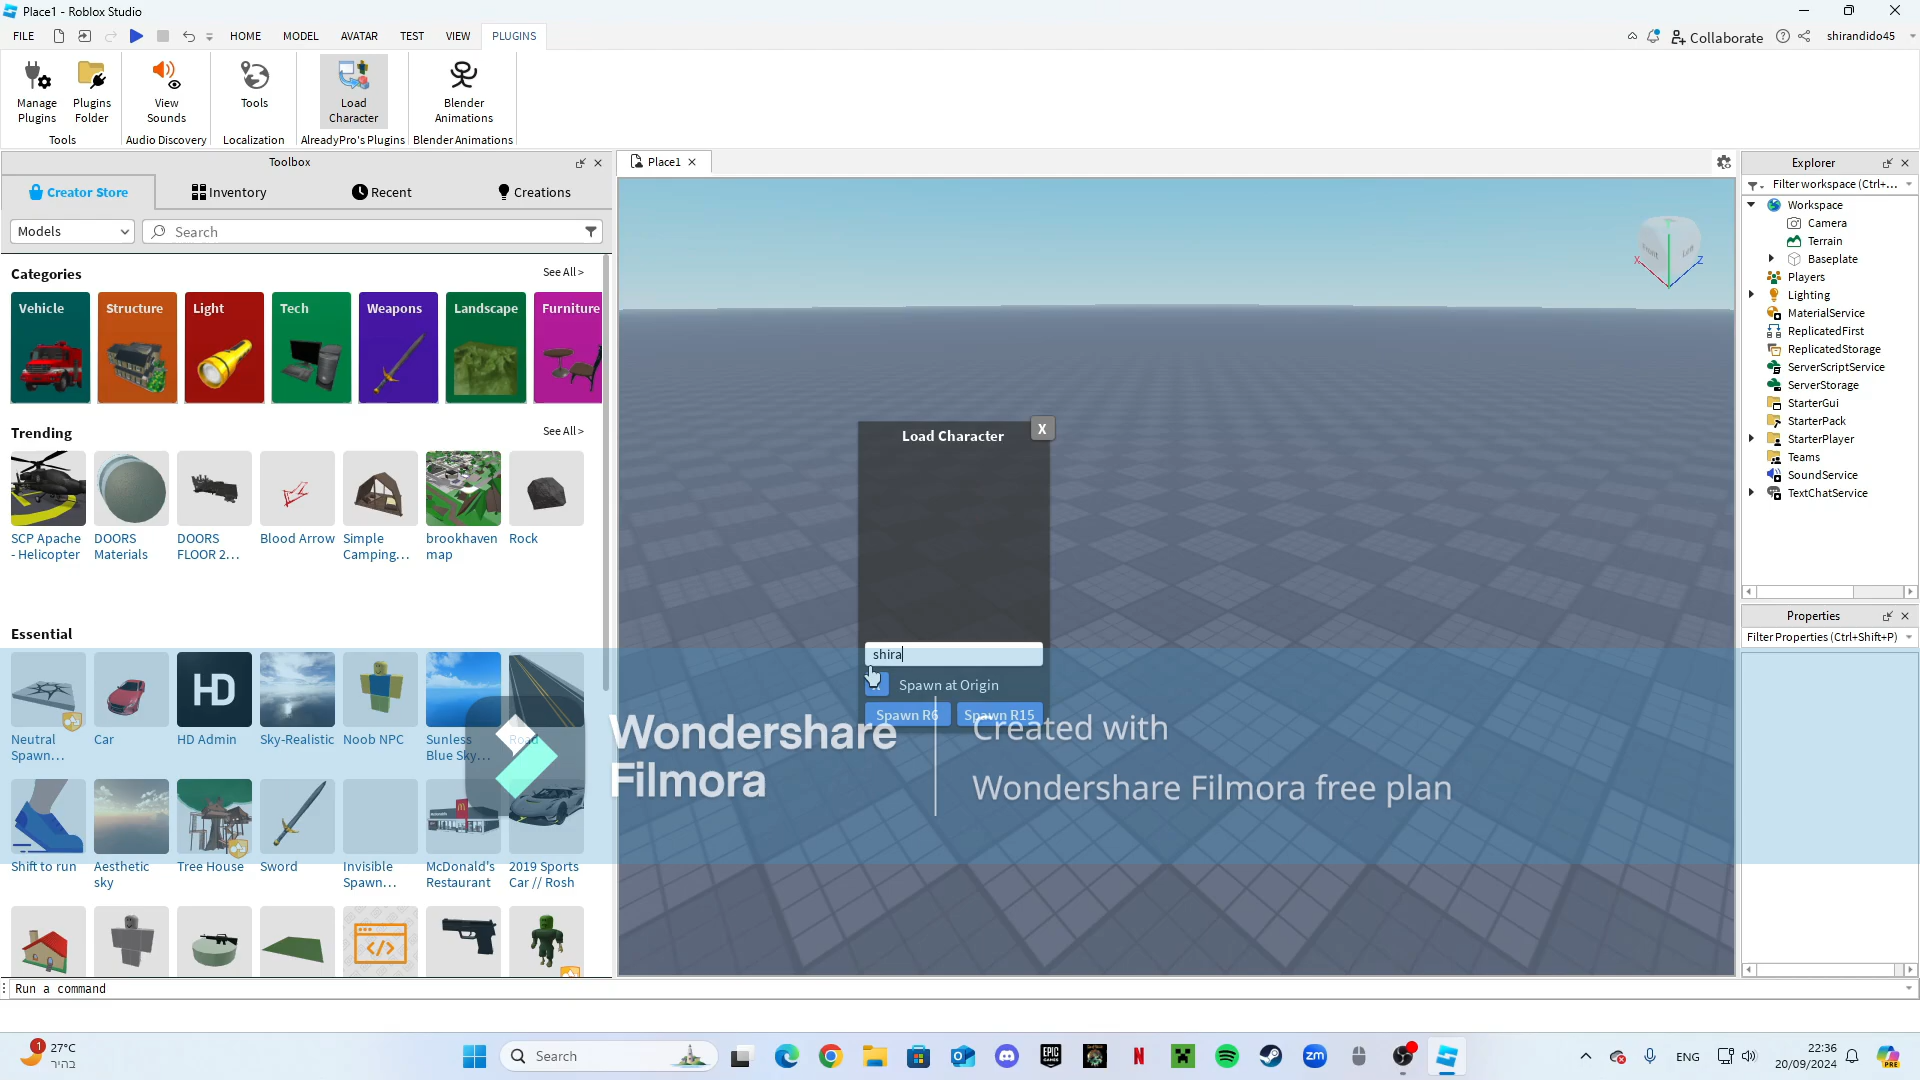 Place1 - Roblox Studio
FILE HOME MODEL AVATAR TEST VIEW PLUGINS
Collaborate shirandido45
Manage Plugins
Plugins Folder
View Sounds
Tools
Load Character
Blender Animations
Tools Audio Discovery Localization AlreadyPro's Plugins Blender Animations
Toolbox
Creator Store Inventory Recent Creations
Models Search
Categories See All >
Vehicle Structure Light Tech Weapons Landscape Furniture
Trending See All >
SCP Apache - Helicopter
DOORS Materials
DOORS FLOOR 2...
Blood Arrow
Simple Camping...
brookhaven map
Rock
Essential
HD
Neutral Spawn...
Car
HD Admin
Sky-Realistic
Noob NPC
Sunless Blue Sky...
Road
Shift to run
Aesthetic sky
Tree House
Sword
Invisible Spawn...
McDonald's Restaurant
2019 Sports Car // Rosh
Place1
Load Character
X
shira
Spawn at Origin
Spawn R6 Spawn R15
Wondershare
Filmora
Created with
Wondershare Filmora free plan
X Z
Explorer
Filter workspace (Ctrl+...
Workspace
Camera
Terrain
Baseplate
Players
Lighting
MaterialService
ReplicatedFirst
ReplicatedStorage
ServerScriptService
ServerStorage
StarterGui
StarterPack
StarterPlayer
Teams
SoundService
TextChatService
Properties
Filter Properties (Ctrl+Shift+P)
Run a command
1
27°C
בהיר
Search
EPIC GAMES
N
zm
ENG
22:36
20/09/2024
PRE